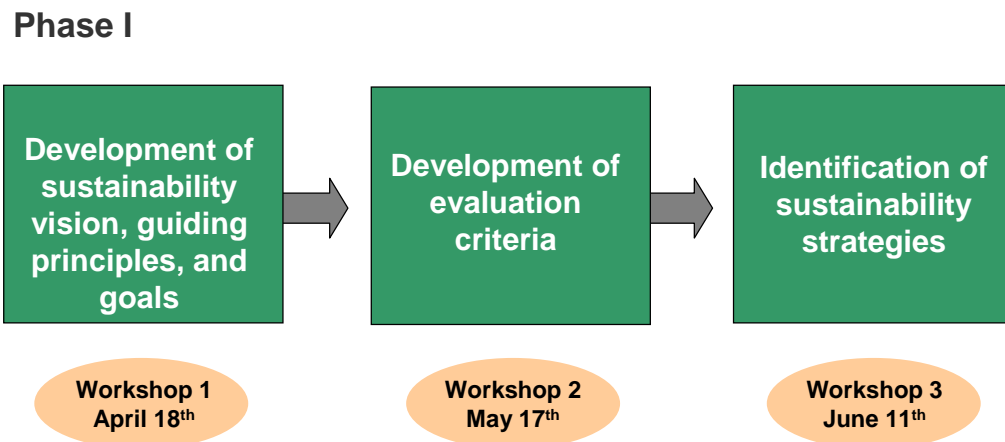 Phase I
Development of
sustainability
vision, guiding
principles, and
goals
Development of
evaluation
criteria
Identification of
sustainability
strategies
Workshop 1
April 18th
Workshop 2
May 17th
Workshop 3
June 11th